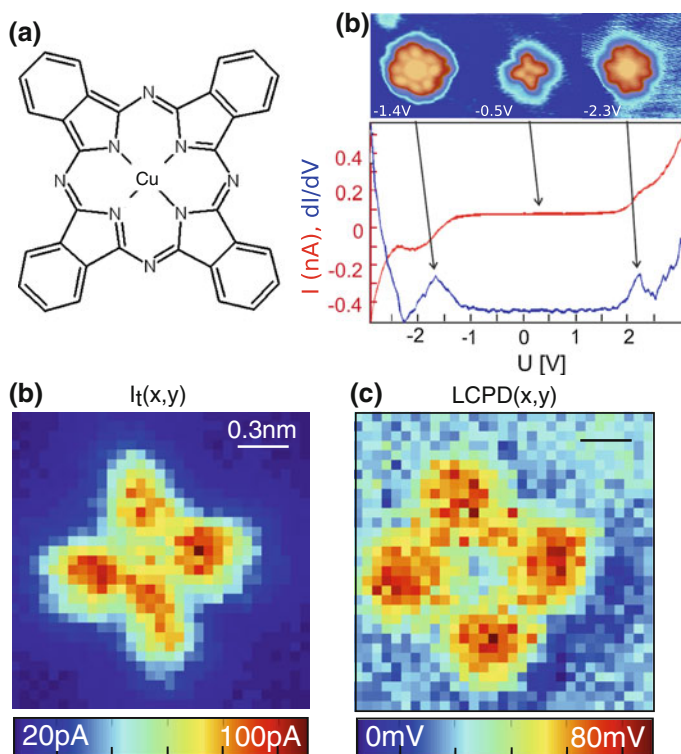 (a)
N
N
N
N
Cu
N
N
N
N
(b)
-1.4V
-0.5V
-2.3V
I (nA), dI/dV
0.4
0.2
0
-0.2
-0.4
-2
-1
0
1
2
U [V]
(b)
It(x,y)
0.3nm
20pA
100pA
(c)
LCPD(x,y)
0mV
80mV